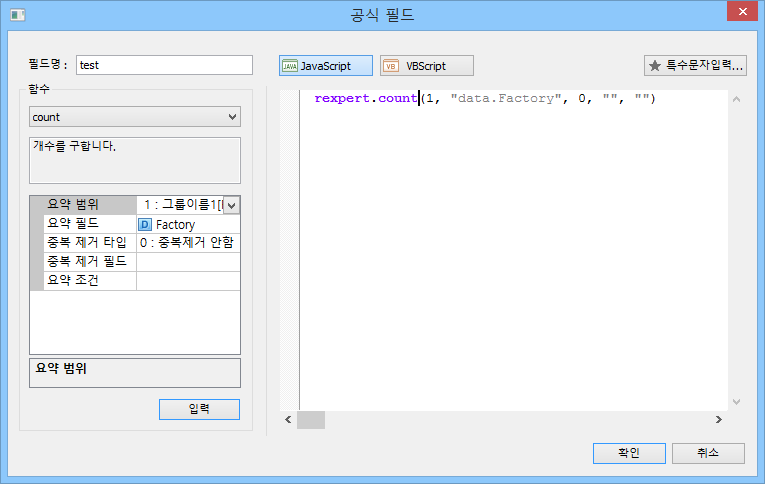 공식 필드
필드명 : test
JAVA JavaScript
VB VBScript
특수문자입력...
함수
count
개수를 구합니다.
요약 범위 1 : 그룹이름1[
요약 필드 D Factory
중복 제거 타입 0 : 중복제거 안함
중복 제거 필드
요약 조건
요약 범위
입력
rexpert.count(1, "data.Factory", 0, "", "")
확인
취소